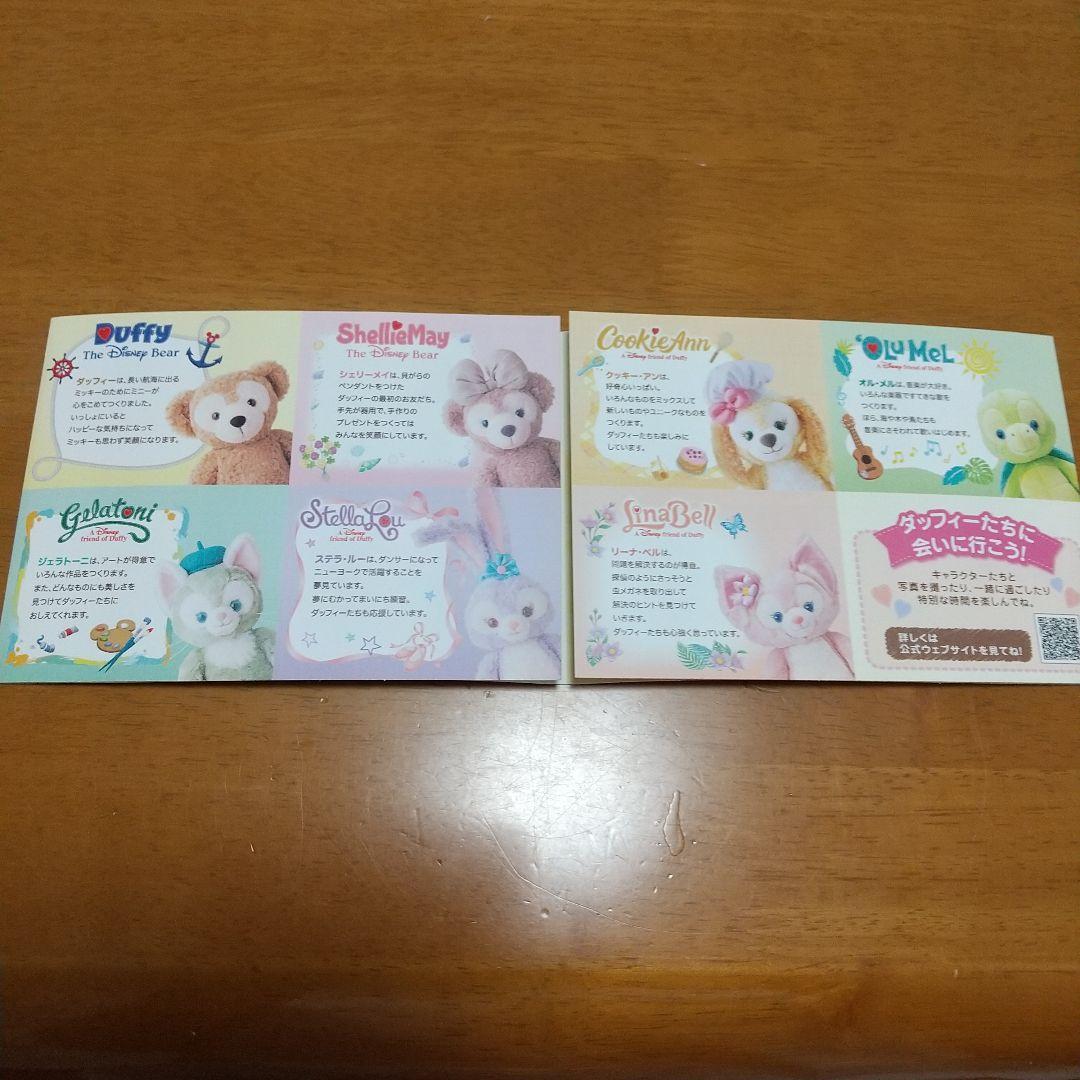 Duffy
The Disney Bear
ダッフィーは、長い航海に出る
ミッキーのためにミニーが
心をこめてつくりました。
いっしょにいると
ハッピーな気持ちになって
ミッキーも思わず笑顔になります。
ShellieMay
The Disney Bear
シェリーメイは、貝がらの
ペンダントをつけた
ダッフィーの最初のお友だち。
手先が器用で、手作りの
プレゼントをつくっては
みんなを笑顔にしています。
Gelatoni
A Disney
friend of Duffy
ジェラトーニは、アートが得意で
いろんな作品をつくります。
また、どんなものにも美しさを
見つけてダッフィーたちに
おしえてくれます。
StellaLou
A Disney
friend of Duffy
ステラ・ルーは、ダンサーになって
ニューヨークで活躍することを
夢見ています。
夢にむかってまいにち練習。
ダッフィーたちも応援しています。
CookieAnn
A Disney friend of Duffy
クッキー・アンは、
好奇心いっぱい。
いろんなものをミックスして
新しいものやユニークなものを
つくります。
ダッフィーたちも楽しみに
しています。
'OLU MEL
A Disney friend of Duffy
オル・メルは、音楽が大好き。
いろんな楽器ですてきな歌を
つくります。
ほら、海や木や鳥たちも
音楽にさそわれて歌いはじめます。
LinaBell
A Disney friend of Duffy
リーナ・ベルは、
問題を解決するのが得意。
探偵のようにさっそうと
虫メガネを取り出して
解決のヒントを見つけて
いきます。
ダッフィーたちも心強く思っています。
ダッフィーたちに
会いに行こう!
キャラクターたちと
写真を撮ったり、一緒に過ごしたり
特別な時間を楽しんでね。
詳しくは
公式ウェブサイトを見てね!